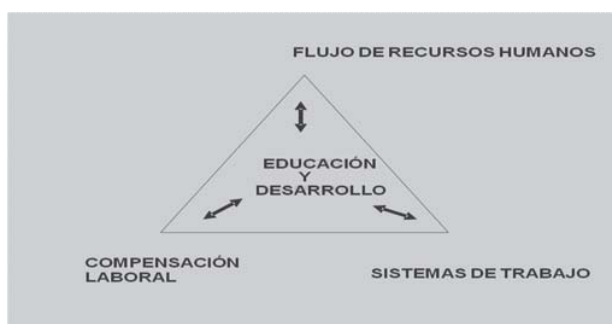 FLUJO DE RECURSOS HUMANOS
EDUCACIÓN
Y
DESARROLLO
COMPENSACIÓN
LABORAL
SISTEMAS DE TRABAJO